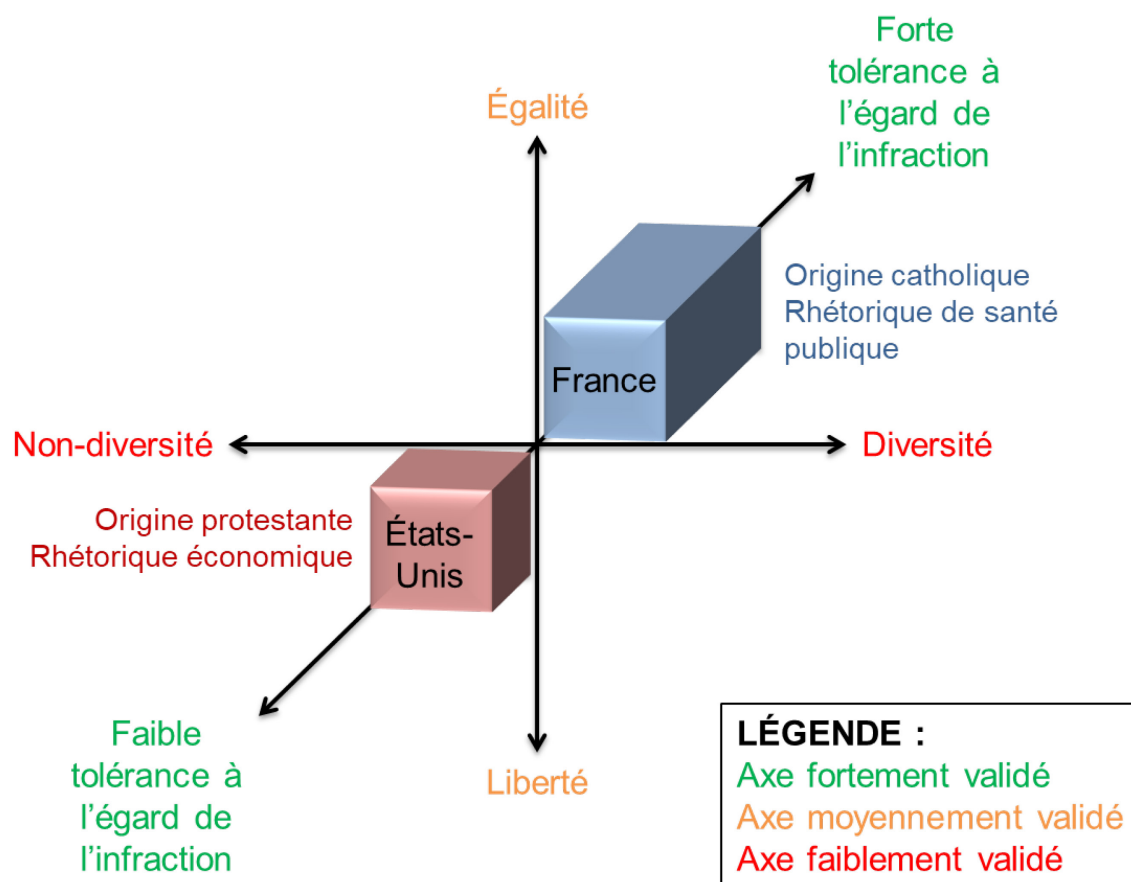 Forte
tolérance à
l'égard de
l'infraction
Égalité
Origine catholique
Rhétorique de santé
publique
France
Non-diversité
Diversité
Origine protestante
Rhétorique économique
États-
Unis
Faible
tolérance à
l'égard de
l'infraction
Liberté
LÉGENDE :
Axe fortement validé
Axe moyennement validé
Axe faiblement validé